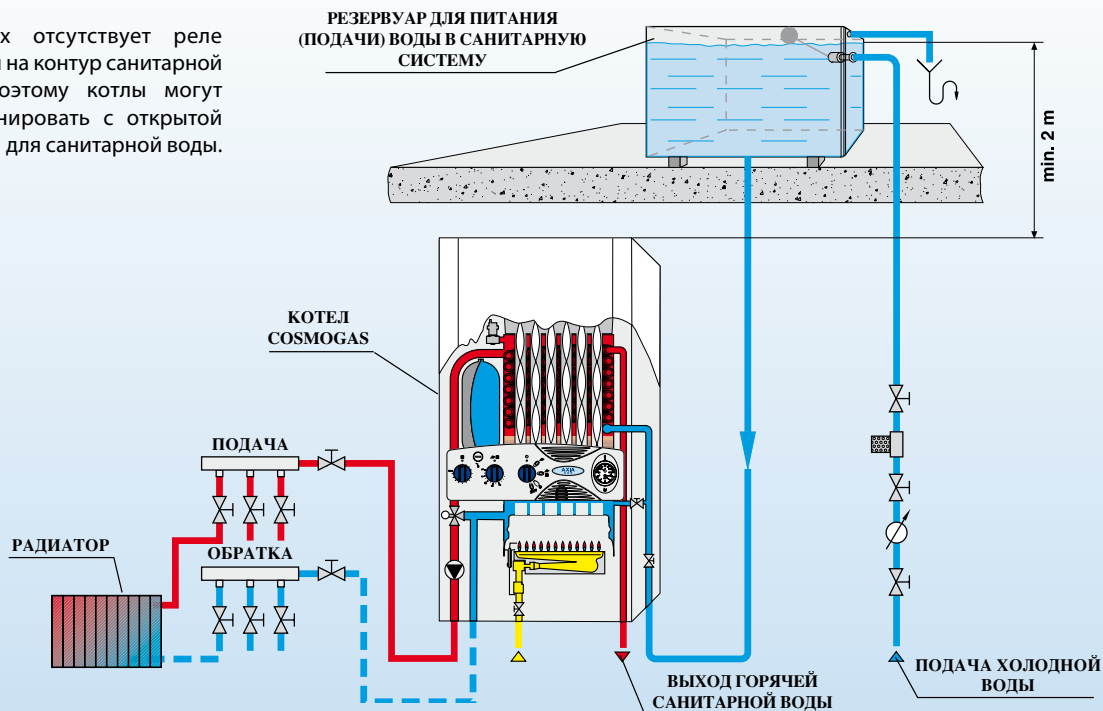 х отсутствует реле
на контур санитарной
оэтому котлы могут
нировать с открытой
для санитарной воды.
РЕЗЕРВУАР ДЛЯ ПИТАНИЯ
(ПОДАЧИ) ВОДЫ В САНИТАРНУЮ
СИСТЕМУ
min. 2 m
КОТЕЛ
COSMOGAS
AXIA
ПОДАЧА
РАДИАТОР
ОБРАТКА
ВЫХОД ГОРЯЧЕЙ
САНИТАРНОЙ ВОДЫ
ПОДАЧА ХОЛОДНОЙ
ВОДЫ